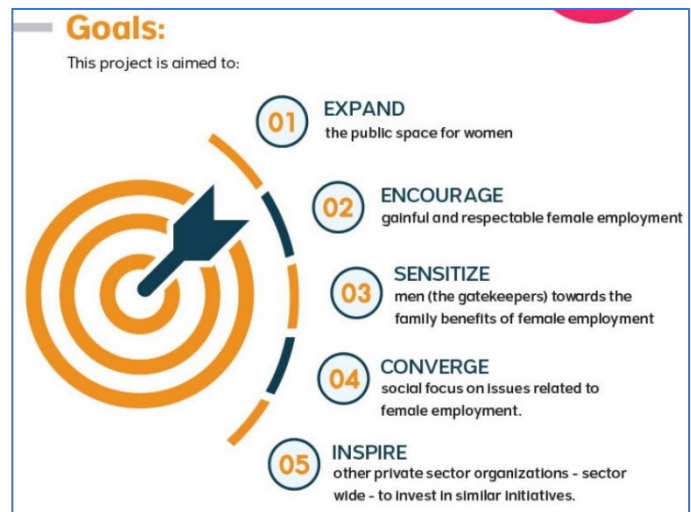 Goals:
This project is aimed to:
01
EXPAND
the public space for women
02
ENCOURAGE
gainful and respectable female employment
03
SENSITIZE
men (the gatekeepers) towards the
family benefits of female employment
04
CONVERGE
social focus on issues related to
female employment.
05
INSPIRE
other private sector organizations - sector
wide - to invest in similar initiatives.